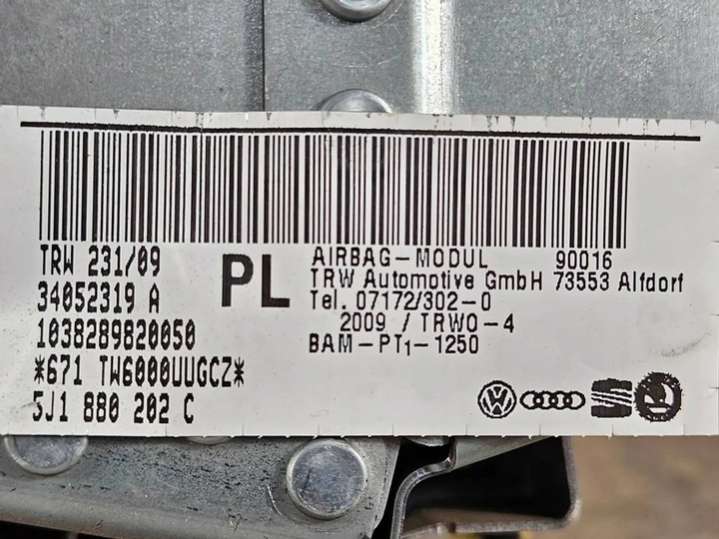 TRW 231/09
34052319 A
1038289820050
*671 TW6000UUGCZ*
5J1 880 202 C
PL
AIRBAG-MODUL 90016
TRW Automotive GmbH 73553 Alfdorf
Tel. 07172/302-0
2009 / TRWO-4
BAM-PT1-1250